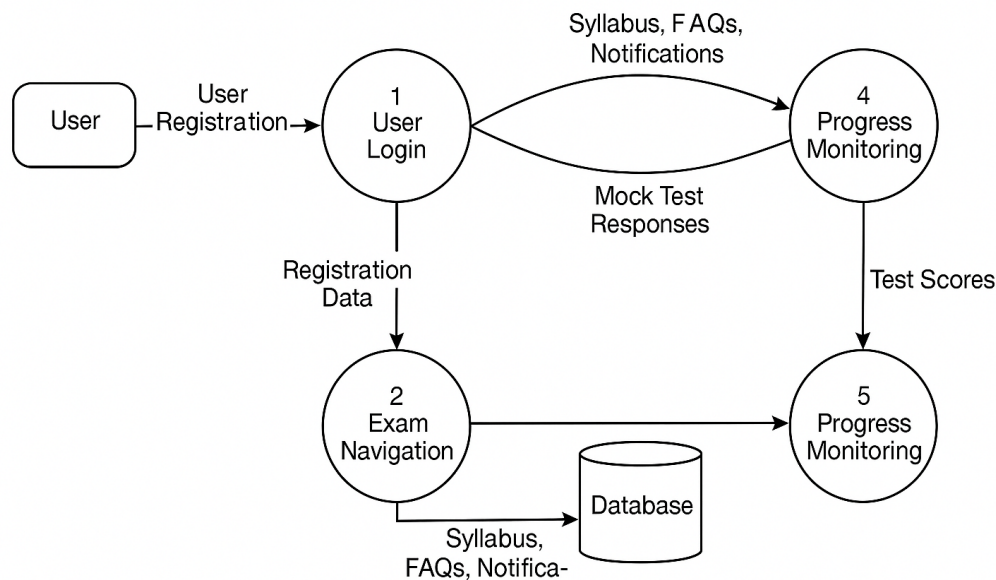 User
User
Registration
1
User
Login
Syllabus, FAQs,
Notifications
4
Progress
Monitoring
Mock Test
Responses
Registration
Data
Test Scores
2
Exam
Navigation
5
Progress
Monitoring
Database
Syllabus,
FAQs, Notifica-